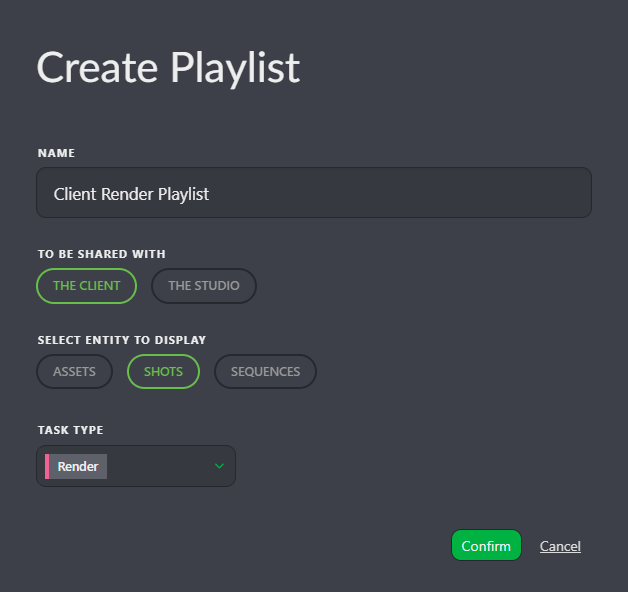 Create Playlist
NAME
Client Render Playlist
TO BE SHARED WITH
THE CLIENT THE STUDIO
SELECT ENTITY TO DISPLAY
ASSETS SHOTS SEQUENCES
TASK TYPE
Render
Confirm Cancel